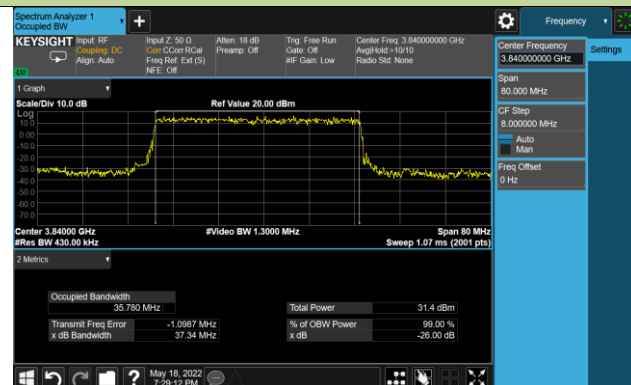 Spectrum Analyzer 1
Occupied BW
Frequency
KEYSIGHT
Input: RF
Coupling: DC
Align: Auto
Input Z: 50 Ω
Corr CCorr RCal
Freq Ref: Ext (S)
NFE: Off
Atten: 18 dB
Preamp: Off
Trig: Free Run
Gate: Off
#IF Gain: Low
Center Freq: 3.840000000 GHz
Avg|Hold:>10/10
Radio Std: None
Center Frequency
3.840000000 GHz
Settings
Span
80.000 MHz
CF Step
8.000000 MHz
Auto
Man
Freq Offset
0 Hz
1 Graph
Scale/Div 10.0 dB
Ref Value 20.00 dBm
Log
10.0
0.00
-10.0
-20.0
-30.0
-40.0
-50.0
-60.0
-70.0
Center 3.84000 GHz
#Video BW 1.3000 MHz
Span 80 MHz
#Res BW 430.00 kHz
Sweep 1.07 ms (2001 pts)
2 Metrics
Occupied Bandwidth
35.780 MHz
Total Power 31.4 dBm
Transmit Freq Error -1.0987 MHz
% of OBW Power 99.00 %
x dB Bandwidth 37.34 MHz
x dB -26.00 dB
May 18, 2022
7:29:12 PM